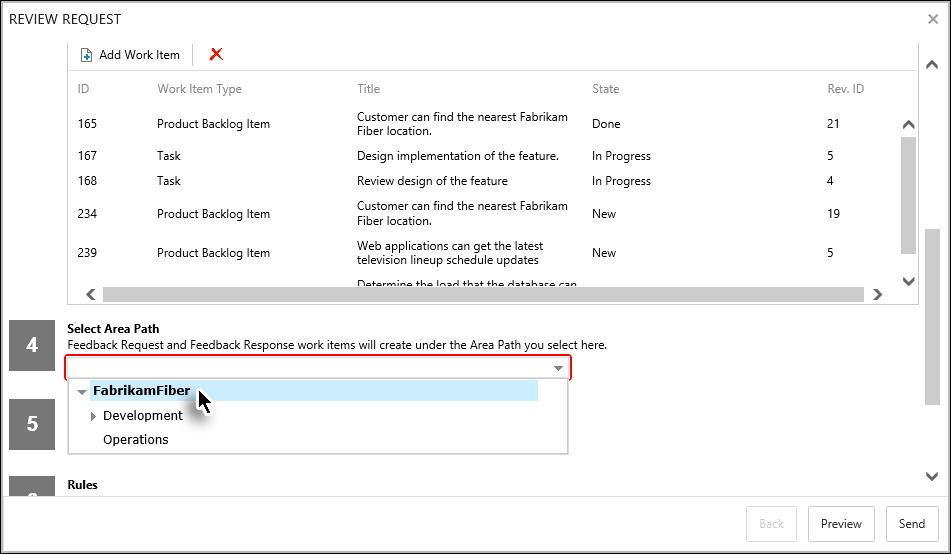 REVIEW REQUEST
Add Work Item
ID Work Item Type Title State Rev. ID
165 Product Backlog Item Customer can find the nearest Fabrikam Done 21
Fiber location.
167 Task Design implementation of the feature. In Progress 5
168 Task Review design of the feature In Progress 4
234 Product Backlog Item Customer can find the nearest Fabrikam New 19
Fiber location.
239 Product Backlog Item Web applications can get the latest New 5
television lineup schedule updates
Determine the load that the database can
4 Select Area Path
Feedback Request and Feedback Response work items will create under the Area Path you select here.
FabrikamFiber
5 Development
Operations
Rules
Back Preview Send